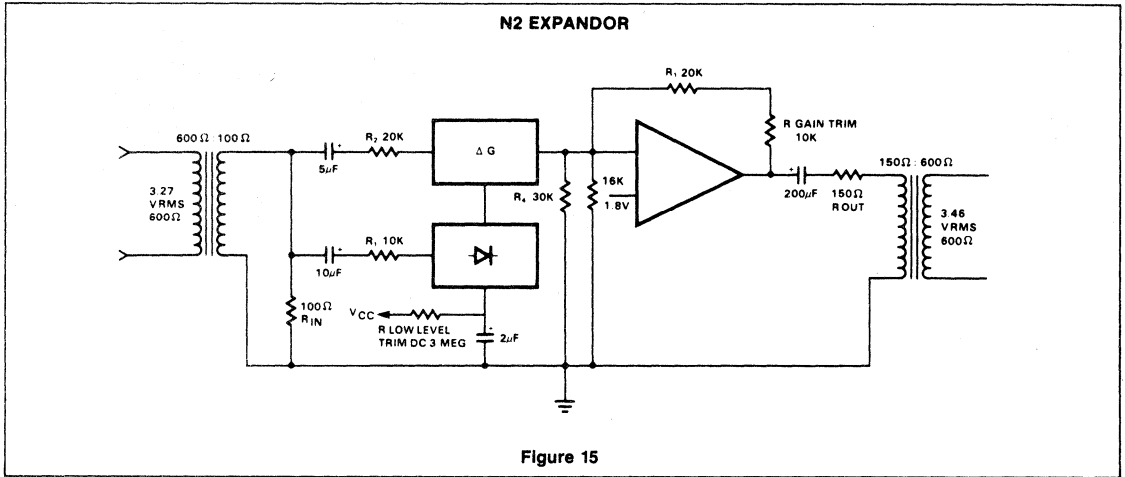 N2 EXPANDOR
R₁ 20K
R GAIN TRIM
10K
600Ω : 100Ω
R₇ 20K
5μF
ΔG
150Ω : 600Ω
3.27
VRMS
600Ω
R₄ 30K
16K
1.8V
200μF
150Ω
R OUT
3.46
VRMS
600Ω
R₁ 10K
10μF
100Ω
RIN
VCC
R LOW LEVEL
TRIM DC 3 MEG
2μF
Figure 15